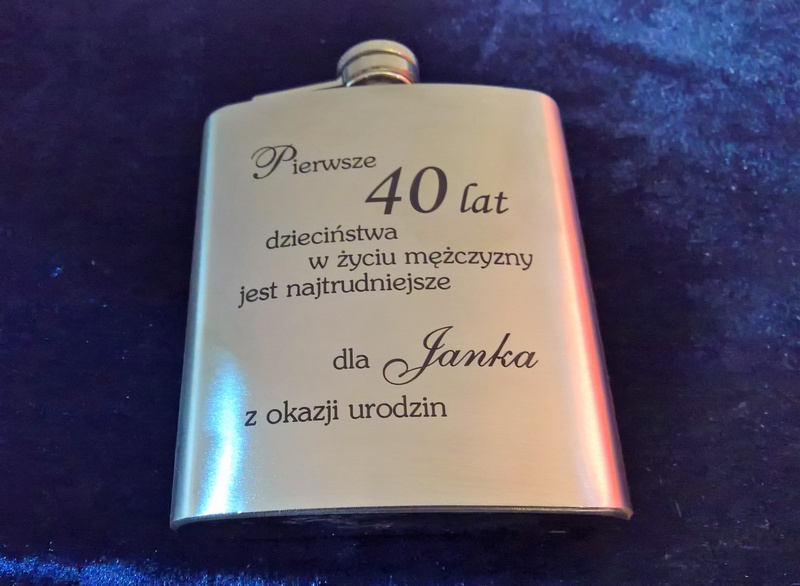 Pierwsze
40 lat
dzieciństwa
w życiu mężczyzny
jest najtrudniejsze
dla Janka
z okazji urodzin